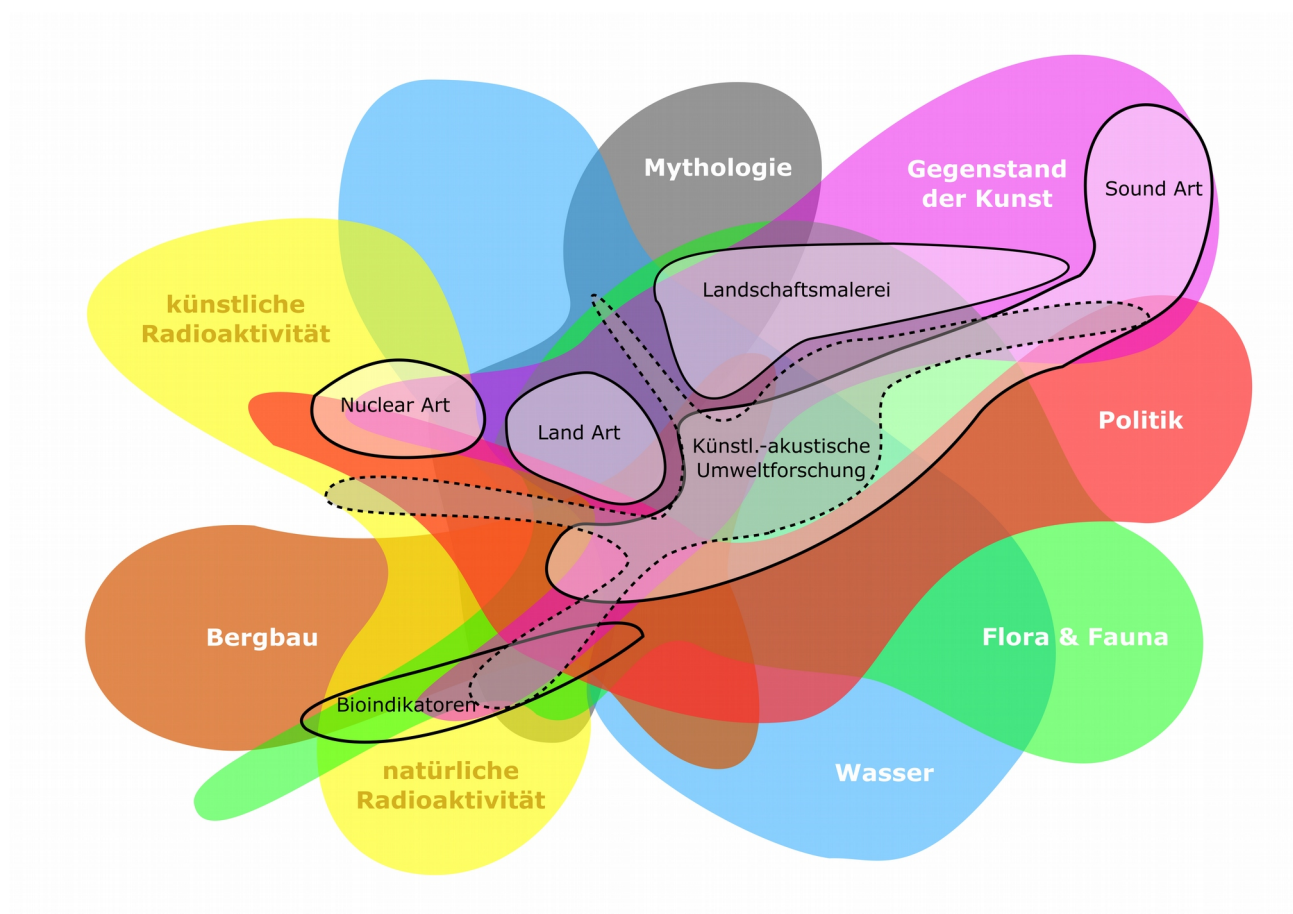 Mythologie
Gegenstand
der Kunst
Sound Art
Landschaftsmalerei
künstliche
Radioaktivität
Nuclear Art
Land Art
Künstl.-akustische
Umweltforschung
Politik
Bergbau
Flora & Fauna
Bioindikatoren
natürliche
Radioaktivität
Wasser